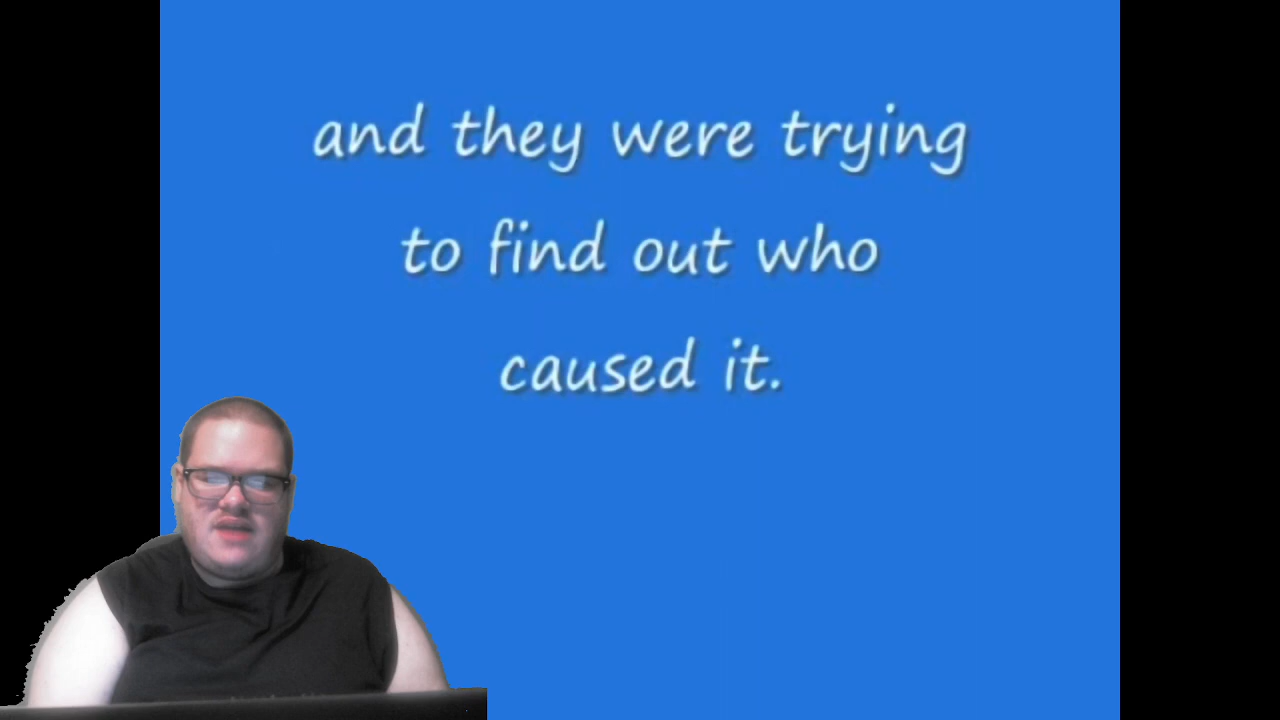 and they were trying
to find out who
caused it.